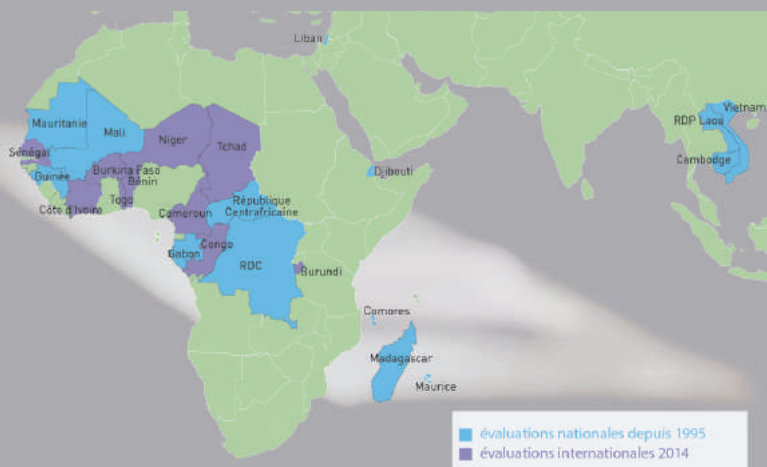 Liban
Vietnam
RDP Laos
Cambodge
Mauritanie
Mali
Niger
Tchad
Sénégal
Guinée
Burkina Faso
Bénin
Djibouti
Côte d'Ivoire
Togo
Cameroun
République
Centrafricaine
Gabon
Congo
RDC
Burundi
Comores
Madagascar
Maurice
évaluations nationales depuis 1995
évaluations internationales 2014